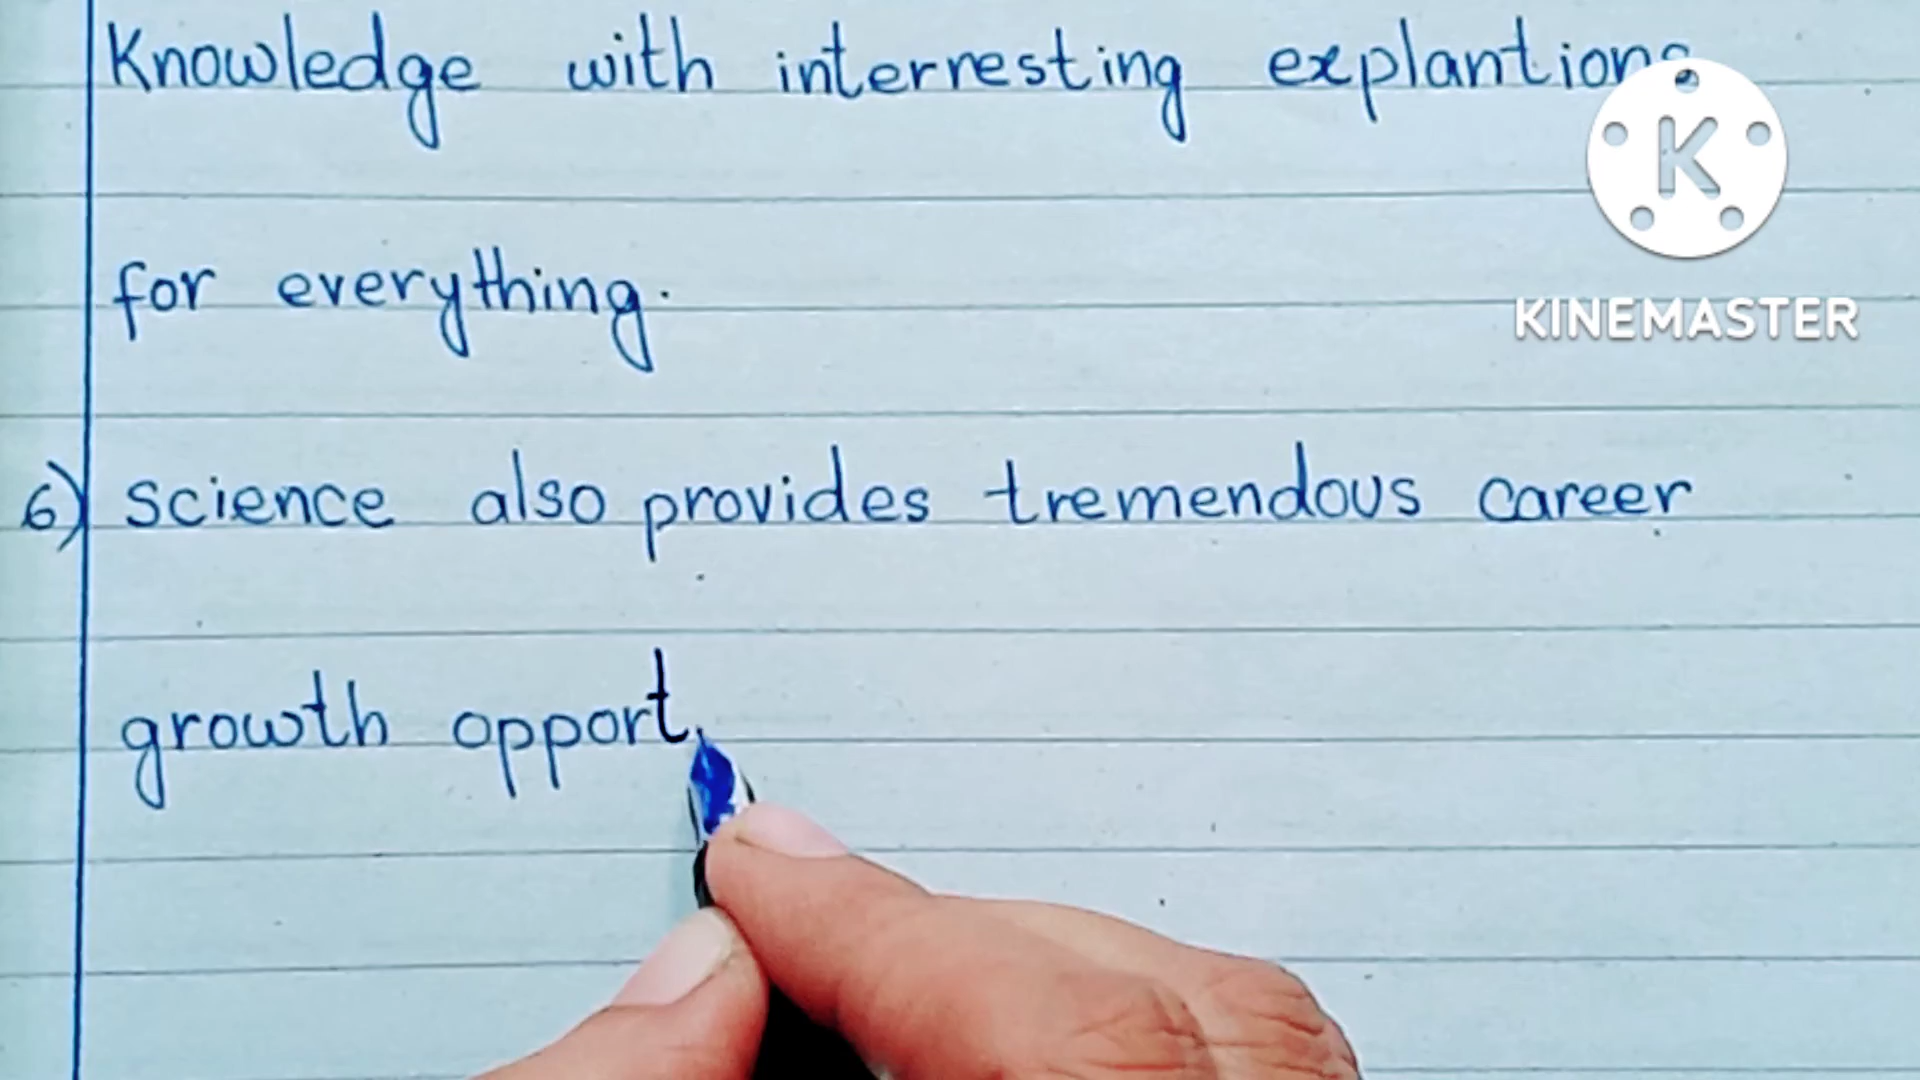 Knowledge with interresting explantions
for everything.
6) science also provides tremendous career
growth opport
KINEMASTER